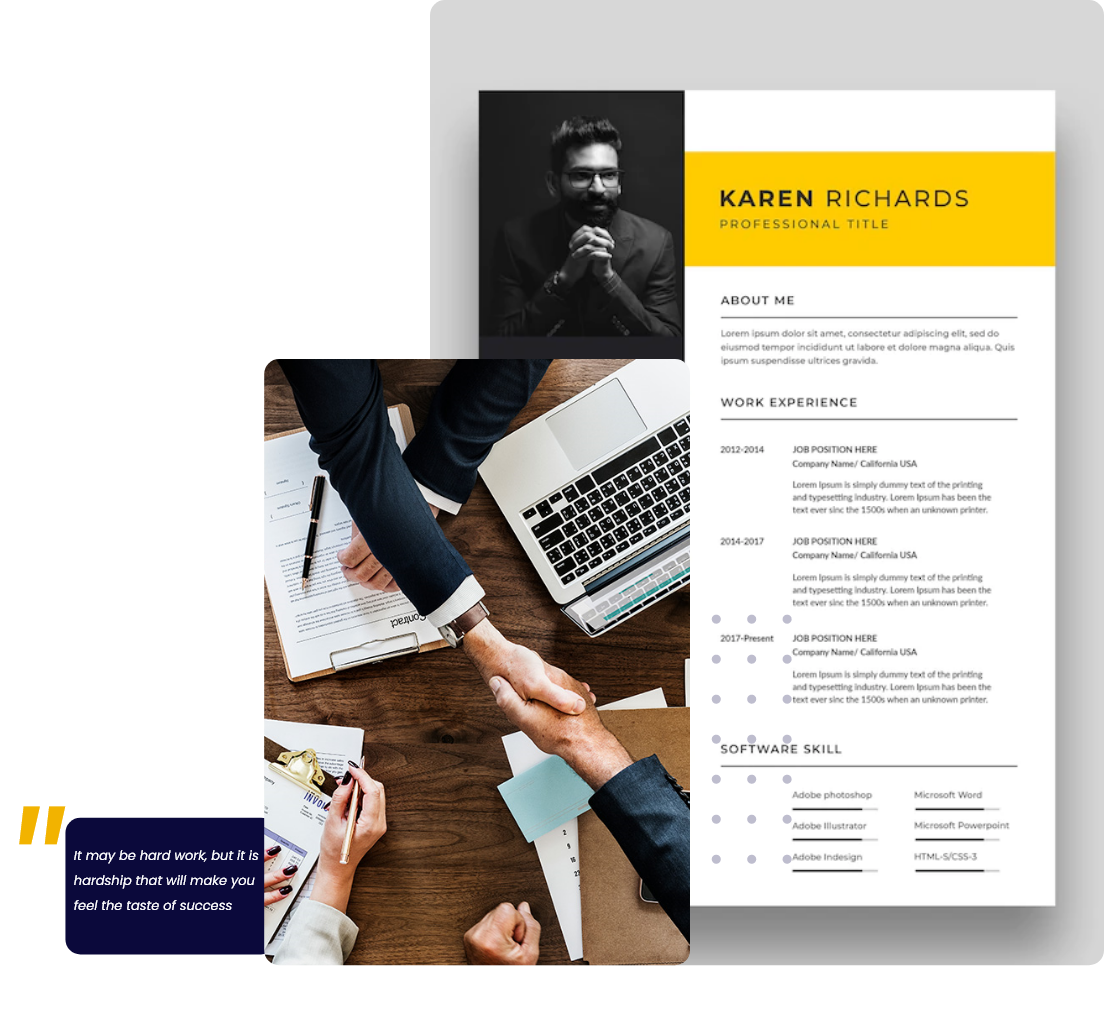 KAREN RICHARDS
PROFESSIONAL TITLE
ABOUT ME
Lorem ipsum dolor sit amet, consectetur adipiscing elit, sed do
eiusmod tempor incididunt ut labore et dolore magna aliqua. Quis
ipsum suspendisse ultrices gravida.
WORK EXPERIENCE
2012-2014 JOB POSITION HERE
Company Name/ California USA
Lorem Ipsum is simply dummy text of the printing
and typesetting industry. Lorem Ipsum has been the
text ever sinc the 1500s when an unknown printer.
2014-2017 JOB POSITION HERE
Company Name/ California USA
Lorem Ipsum is simply dummy text of the printing
and typesetting industry. Lorem Ipsum has been the
text ever sinc the 1500s when an unknown printer.
2017-Present JOB POSITION HERE
Company Name/ California USA
Lorem Ipsum is simply dummy text of the printing
and typesetting industry. Lorem Ipsum has been the
text ever sinc the 1500s when an unknown printer.
SOFTWARE SKILL
Adobe photoshop Microsoft Word
Adobe Illustrator Microsoft Powerpoint
Adobe Indesign HTML-5/CSS-3
Contract
"
It may be hard work, but it is
hardship that will make you
feel the taste of success